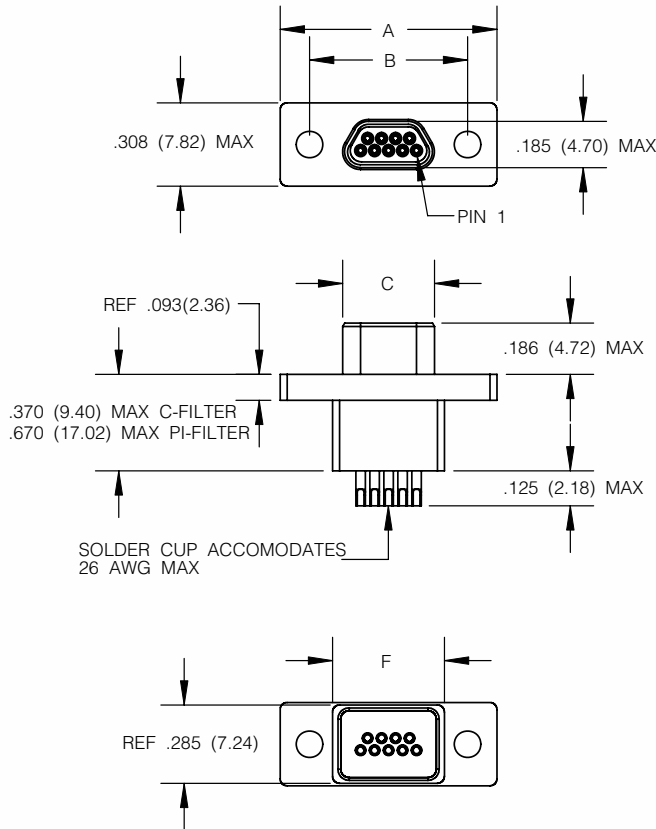 A
B
.308 (7.82) MAX
.185 (4.70) MAX
PIN 1
C
REF .093(2.36)
.186 (4.72) MAX
.370 (9.40) MAX C-FILTER
.670 (17.02) MAX PI-FILTER
.125 (2.18) MAX
SOLDER CUP ACCOMODATES
26 AWG MAX
F
REF .285 (7.24)